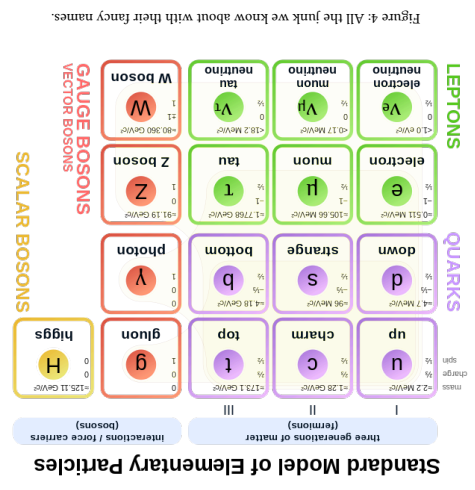 Standard Model of Elementary Particles
three generations of matter
(fermions)
interactions / force carriers
(bosons)
I II III
mass ≈2.2 MeV/c² ≈1.28 GeV/c² ≈173.1 GeV/c² 0 ≈125.11 GeV/c²
charge ⅔ ⅔ ⅔ 0 0
spin ½ ½ ½ 1 0
u c t g H
up charm top gluon higgs
≈4.7 MeV/c² ≈96 MeV/c² ≈4.18 GeV/c² 0
−⅓ −⅓ −⅓ 0
½ ½ ½ 1
d s b γ
down strange bottom photon
QUARKS
≈0.511 MeV/c² ≈105.66 MeV/c² ≈1.7768 GeV/c² ≈91.19 GeV/c²
−1 −1 −1 0
½ ½ ½ 1
e μ τ Z
electron muon tau Z boson
<1.0 eV/c² <0.17 MeV/c² <18.2 MeV/c² ≈80.360 GeV/c²
0 0 0 ±1
½ ½ ½ 1
νe νμ ντ W
electron neutrino muon neutrino tau neutrino W boson
LEPTONS
GAUGE BOSONS
VECTOR BOSONS
SCALAR BOSONS
Figure 4: All the junk we know about with their fancy names.